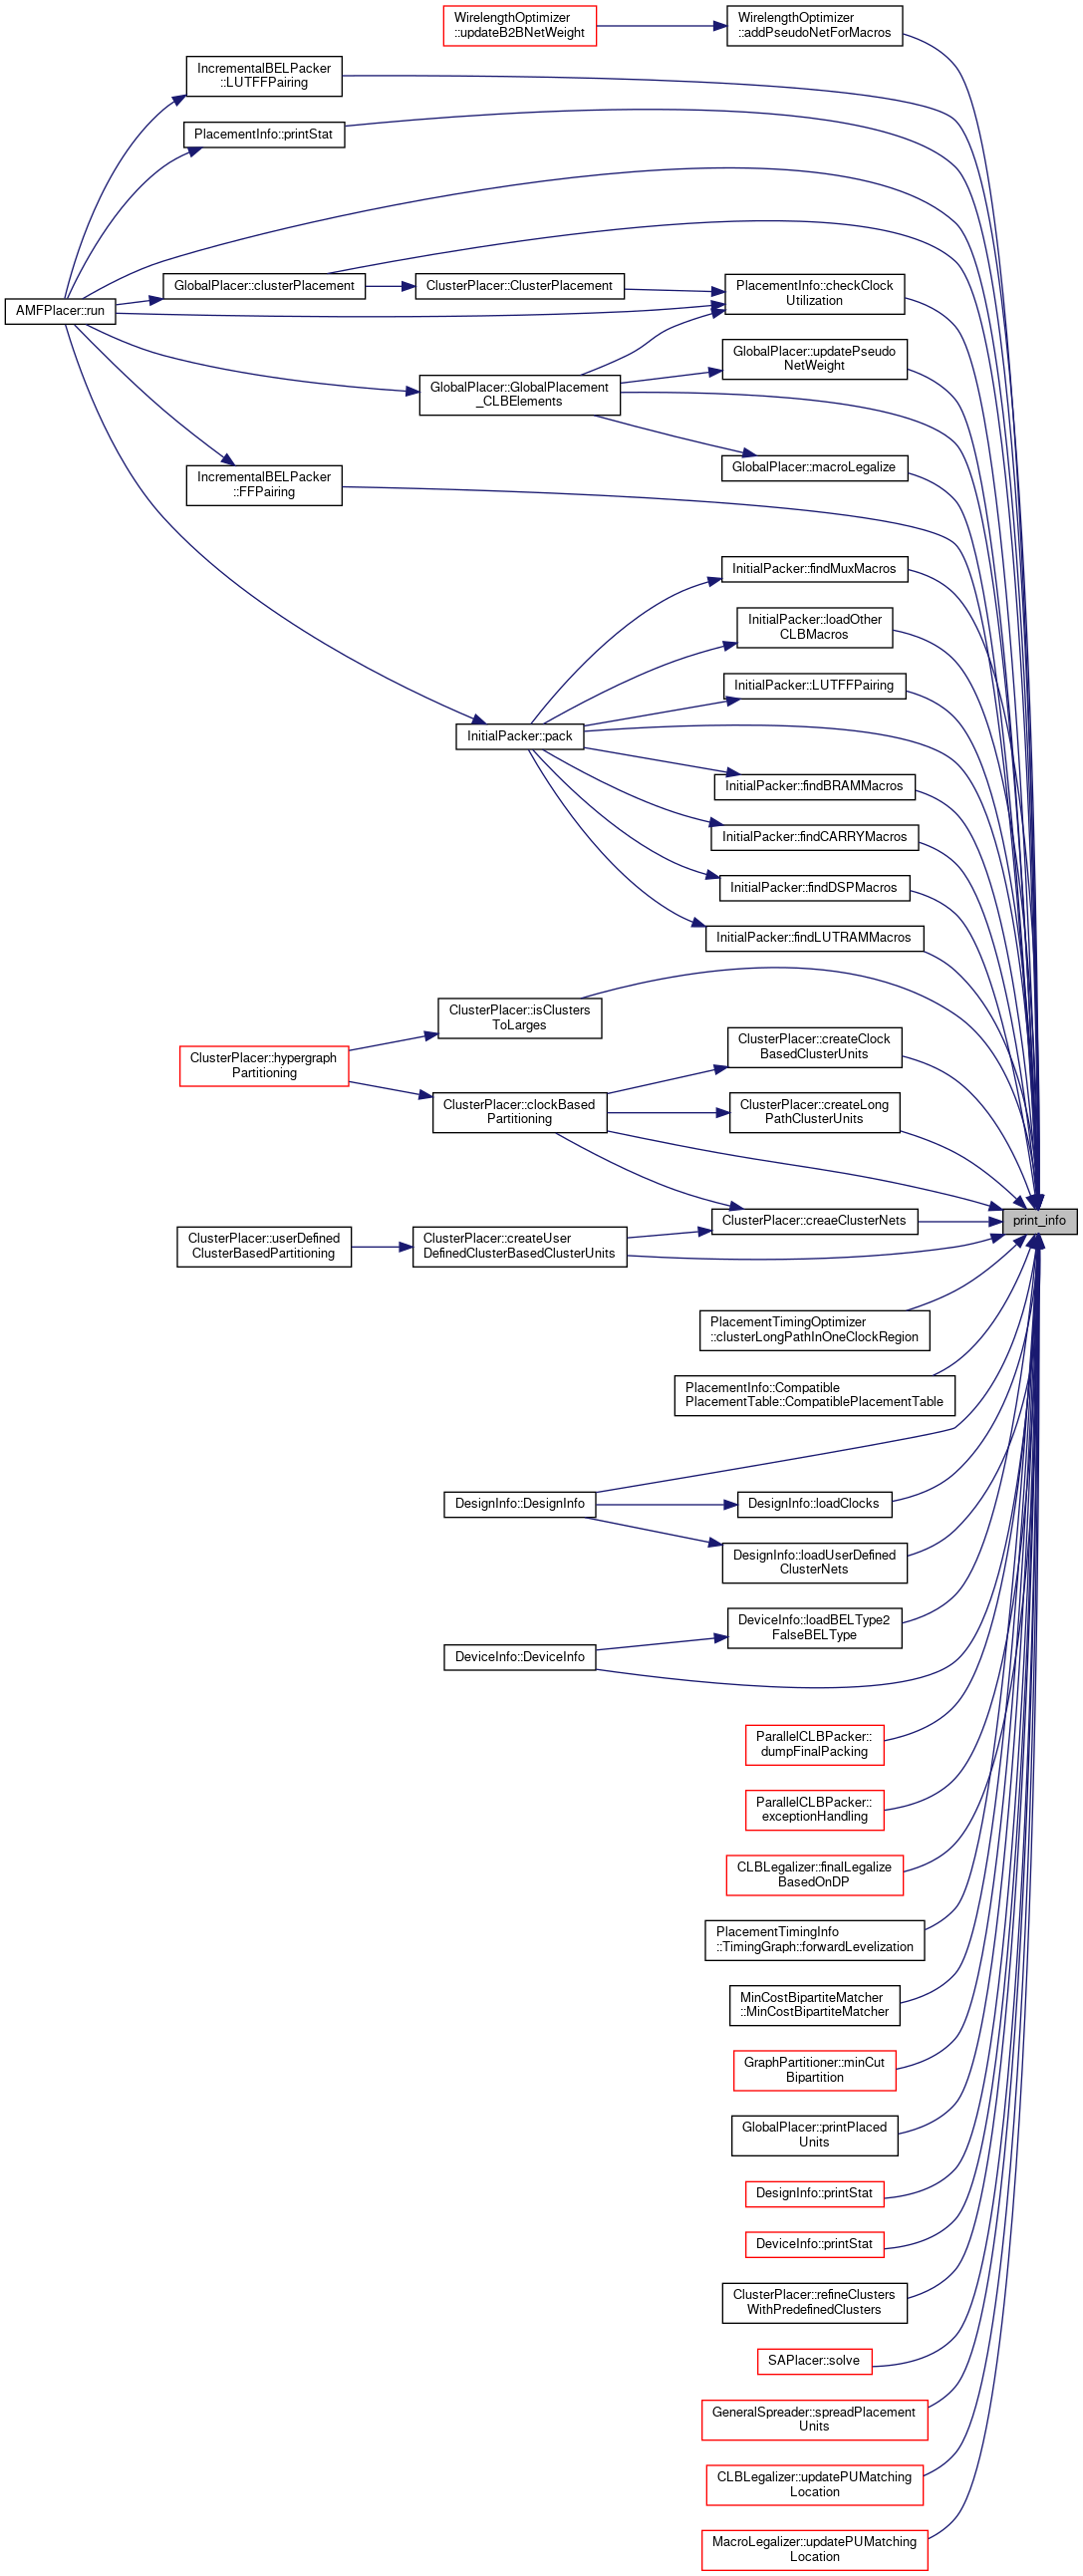 WirelengthOptimizer
::updateB2BNetWeight
WirelengthOptimizer
::addPseudoNetForMacros
IncrementalBELPacker
::LUTFFPairing
PlacementInfo::printStat
AMFPlacer::run
GlobalPlacer::clusterPlacement
ClusterPlacer::ClusterPlacement
PlacementInfo::checkClock
Utilization
GlobalPlacer::updatePseudo
NetWeight
GlobalPlacer::GlobalPlacement
_CLBElements
GlobalPlacer::macroLegalize
IncrementalBELPacker
::FFPairing
InitialPacker::findMuxMacros
InitialPacker::loadOther
CLBMacros
InitialPacker::LUTFFPairing
InitialPacker::pack
InitialPacker::findBRAMMacros
InitialPacker::findCARRYMacros
InitialPacker::findDSPMacros
InitialPacker::findLUTRAMMacros
ClusterPlacer::isClusters
ToLarges
ClusterPlacer::hypergraph
Partitioning
ClusterPlacer::createClock
BasedClusterUnits
ClusterPlacer::clockBased
Partitioning
ClusterPlacer::createLong
PathClusterUnits
ClusterPlacer::creaeClusterNets
print_info
ClusterPlacer::userDefined
ClusterBasedPartitioning
ClusterPlacer::createUser
DefinedClusterBasedClusterUnits
PlacementTimingOptimizer
::clusterLongPathInOneClockRegion
PlacementInfo::Compatible
PlacementTable::CompatiblePlacementTable
DesignInfo::DesignInfo
DesignInfo::loadClocks
DesignInfo::loadUserDefined
ClusterNets
DeviceInfo::loadBELType2
FalseBELType
DeviceInfo::DeviceInfo
ParallelCLBPacker::
dumpFinalPacking
ParallelCLBPacker::
exceptionHandling
CLBLegalizer::finalLegalize
BasedOnDP
PlacementTimingInfo
::TimingGraph::forwardLevelization
MinCostBipartiteMatcher
::MinCostBipartiteMatcher
GraphPartitioner::minCut
Bipartition
GlobalPlacer::printPlaced
Units
DesignInfo::printStat
DeviceInfo::printStat
ClusterPlacer::refineClusters
WithPredefinedClusters
SAPlacer::solve
GeneralSpreader::spreadPlacement
Units
CLBLegalizer::updatePUMatching
Location
MacroLegalizer::updatePUMatching
Location